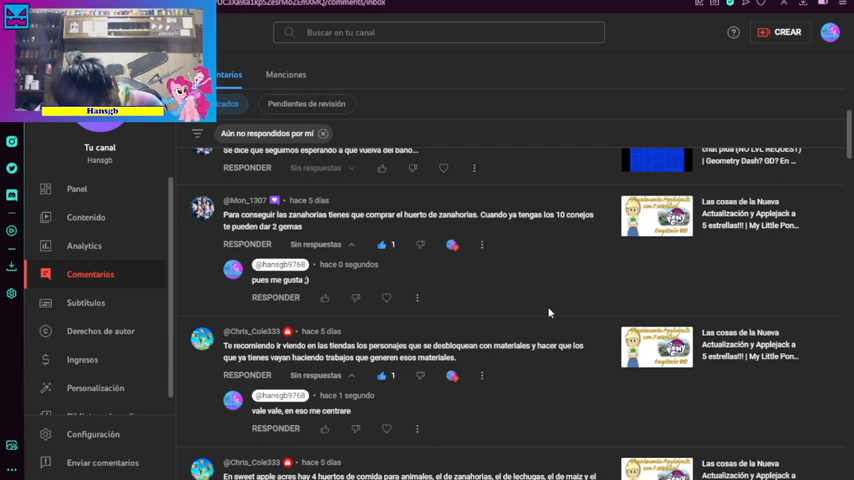 Buscar en tu canal
CREAR
Hansgb
Menciones
Pendientes de revisión
Aún no respondidos por mí
Tu canal
Hansgb
Panel
Contenido
Analytics
Comentarios
Subtítulos
Derechos de autor
Ingresos
Personalización
Configuración
Enviar comentarios
Se dice que seguimos esperando a que vuelva del baño...
RESPONDER Sin respuestas
chat pida (NO LVL
REQUEST)
| Geometry Dash? GD? En ...
@Mon_1307 • hace 5 días
Para conseguir las zanahorias tienes que comprar el huerto de zanahorias. Cuando ya tengas los 10 conejos
te pueden dar 2 gemas
RESPONDER Sin respuestas 1
Las cosas de la Nueva
Actualización y Applejack a
5 estrellas!!! | My Little Pon...
@hansgb9768 • hace 0 segundos
pues me gusta ;)
RESPONDER
@Chris_Cole333 • hace 5 días
Te recomiendo ir viendo en las tiendas los personajes que se desbloquean con materiales y hacer que los
que ya tienes vayan haciendo trabajos que generen esos materiales.
RESPONDER Sin respuestas 1
Las cosas de la Nueva
Actualización y Applejack a
5 estrellas!!! | My Little Pon...
@hansgb9768 • hace 1 segundo
vale vale, en eso me centrare
RESPONDER
@Chris_Cole333 • hace 5 días
En sweet apple acres hay 4 huertos de comida para animales, el de zanahorias, el de lechugas, el de maiz y el
Las cosas de la Nueva
Actualización y Applejack a